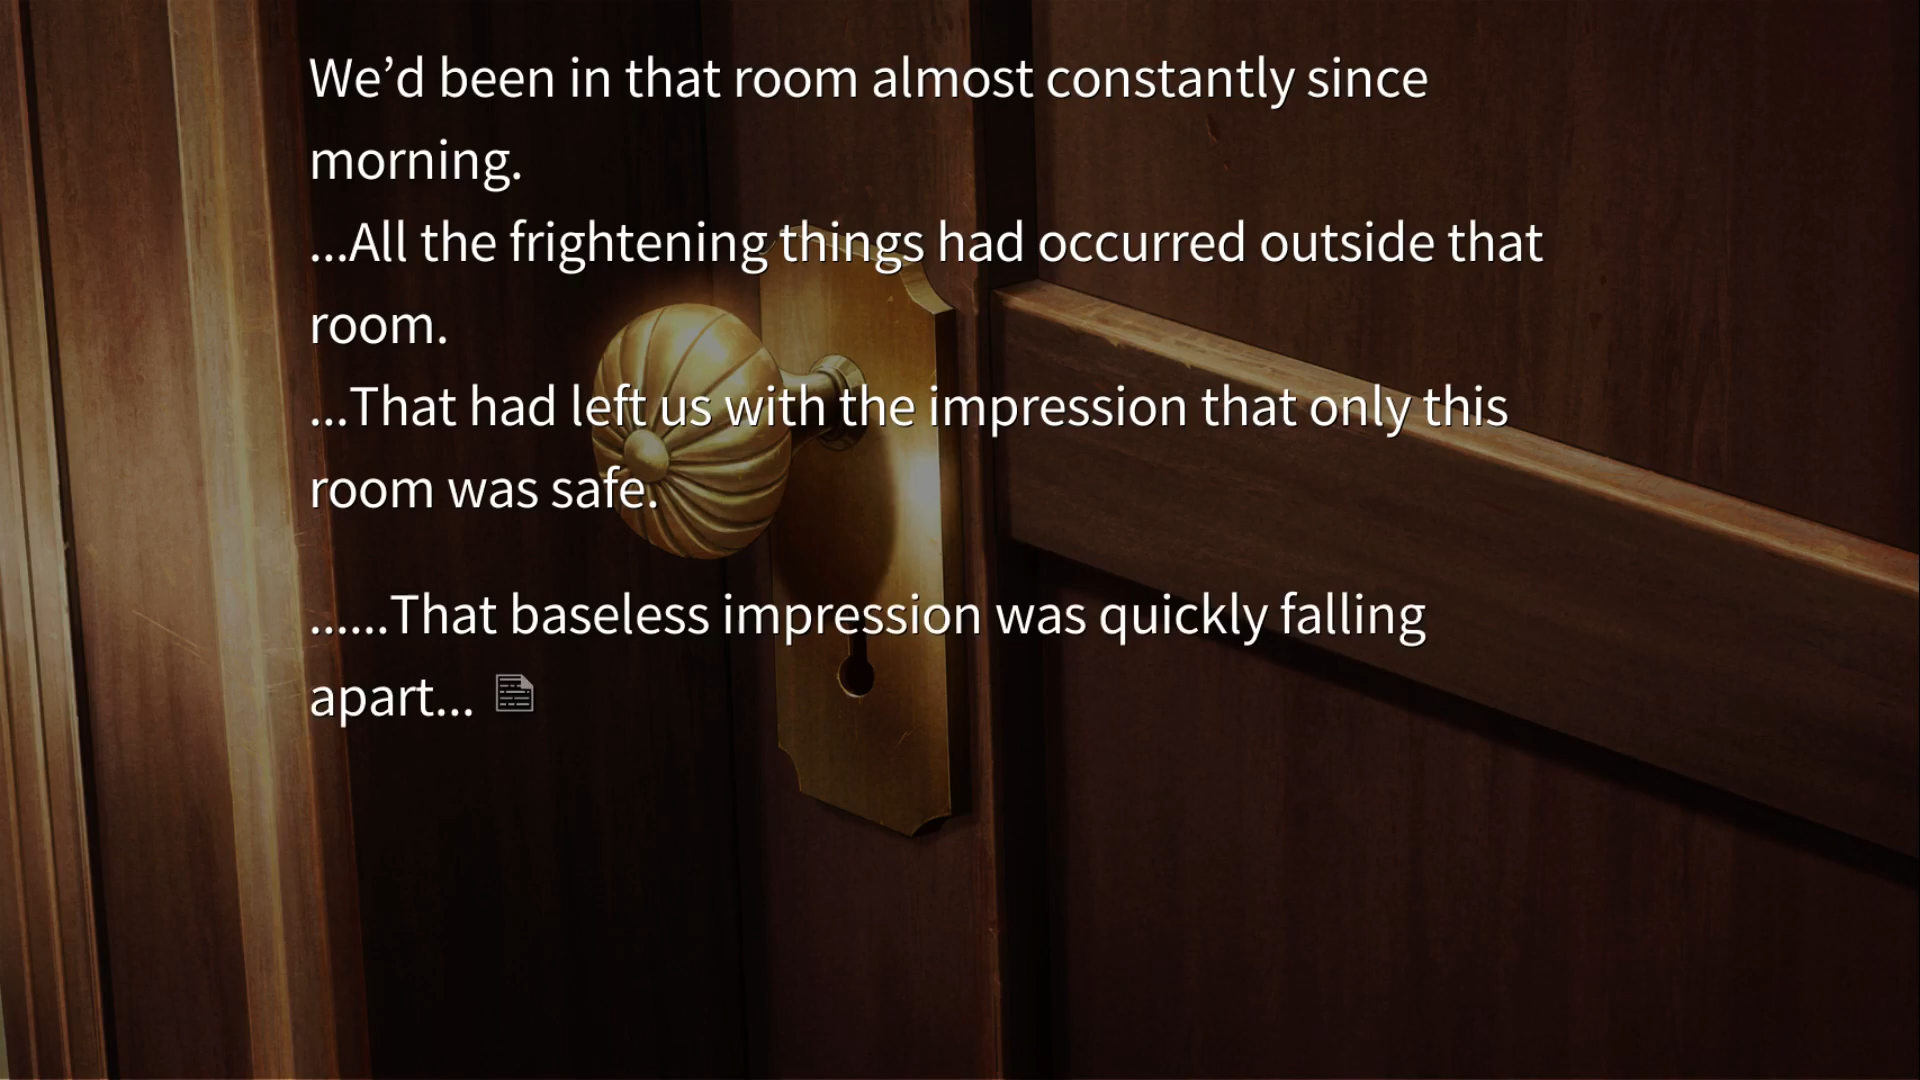 We’d been in that room almost constantly since
morning.
...All the frightening things had occurred outside that
room.
...That had left us with the impression that only this
room was safe.
......That baseless impression was quickly falling
apart...